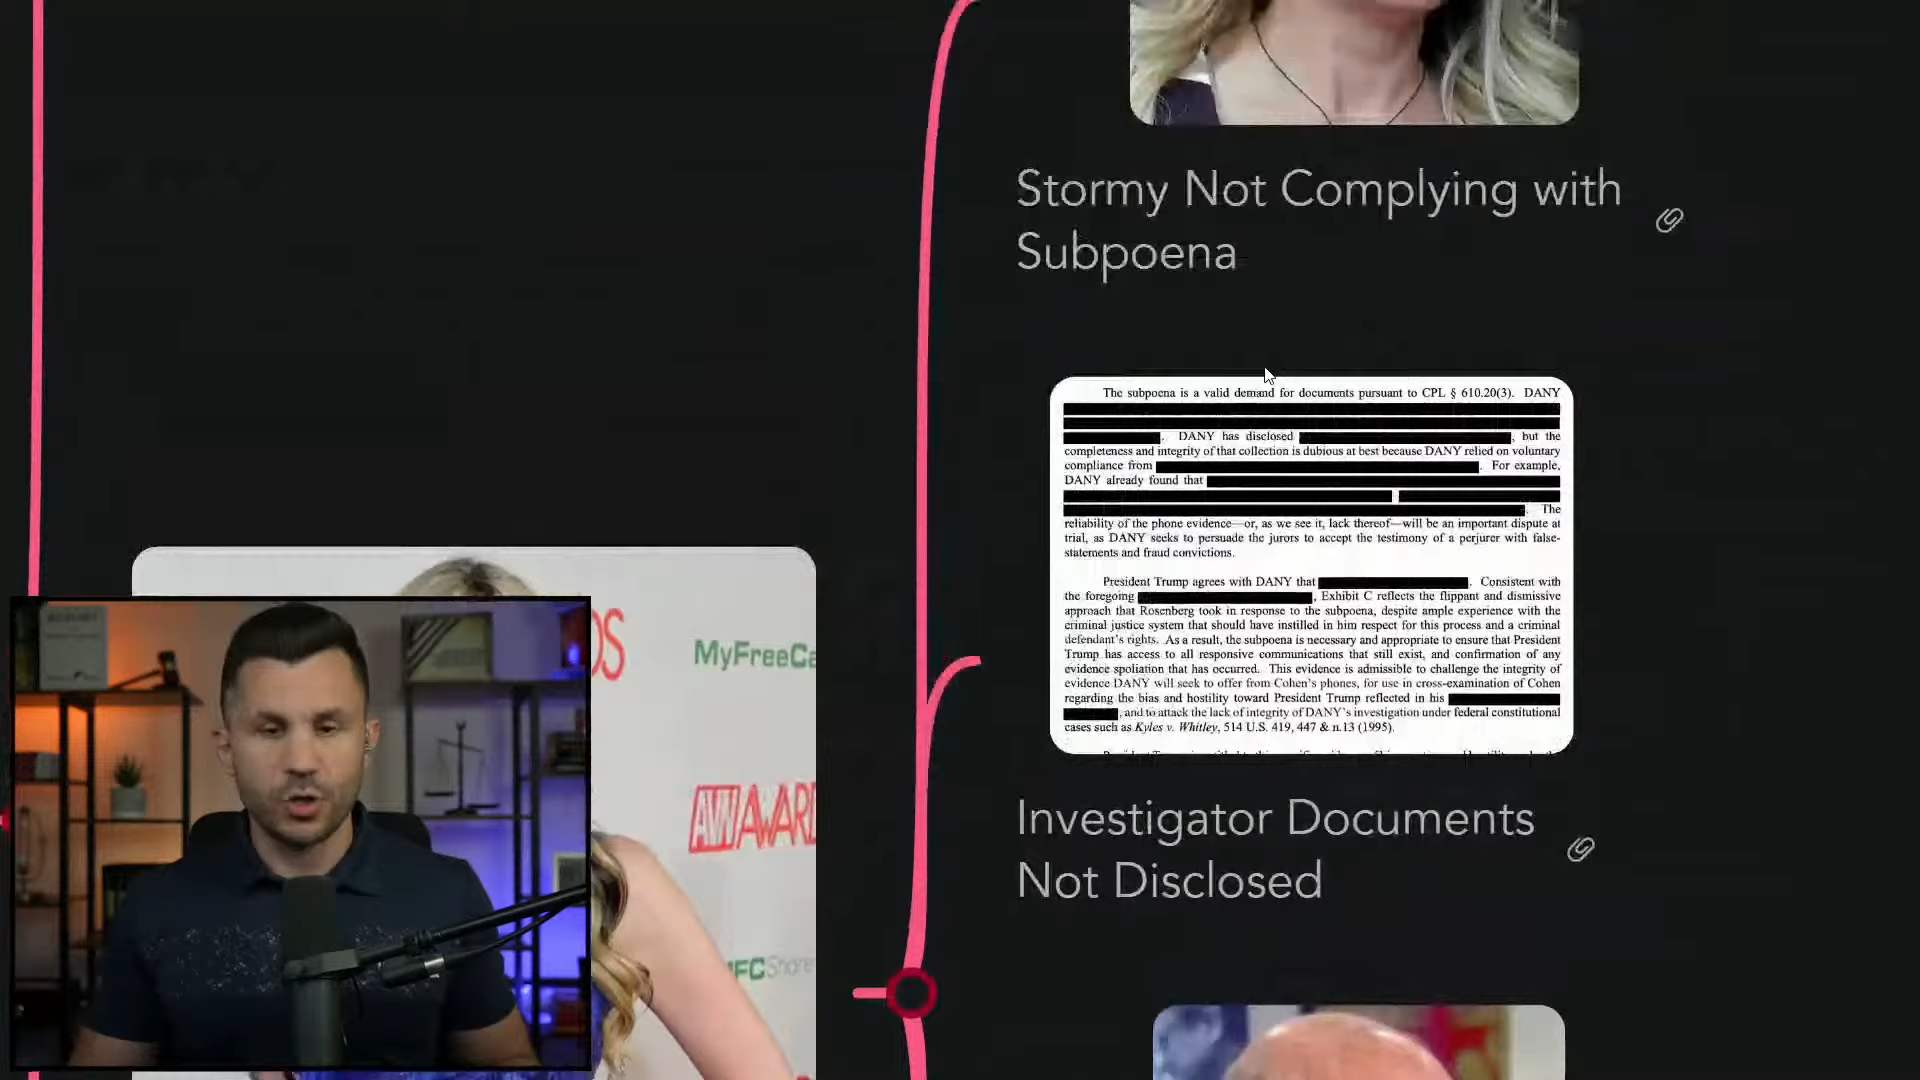 Stormy Not Complying with
Subpoena
The subpoena is a valid demand for documents pursuant to CPL § 610.20(3). DANY
. DANY has disclosed , but the
completeness and integrity of that collection is dubious at best because DANY relied on voluntary
compliance from . For example,
DANY already found that
. The
reliability of the phone evidence—or, as we see it, lack thereof—will be an important dispute at
trial, as DANY seeks to persuade the jurors to accept the testimony of a perjurer with false-
statements and fraud convictions.
President Trump agrees with DANY that . Consistent with
the foregoing , Exhibit C reflects the flippant and dismissive
approach that Rosenberg took in response to the subpoena, despite ample experience with the
criminal justice system that should have instilled in him respect for this process and a criminal
defendant's rights. As a result, the subpoena is necessary and appropriate to ensure that President
Trump has access to all responsive communications that still exist, and confirmation of any
evidence spoliation that has occurred. This evidence is admissible to challenge the integrity of
evidence DANY will seek to offer from Cohen's phones, for use in cross-examination of Cohen
regarding the bias and hostility toward President Trump reflected in his
, and to attack the lack of integrity of DANY's investigation under federal constitutional
cases such as Kyles v. Whitley, 514 U.S. 419, 447 & n.13 (1995).
Investigator Documents
Not Disclosed
MyFreeCa
AVN AWAR
FC Share